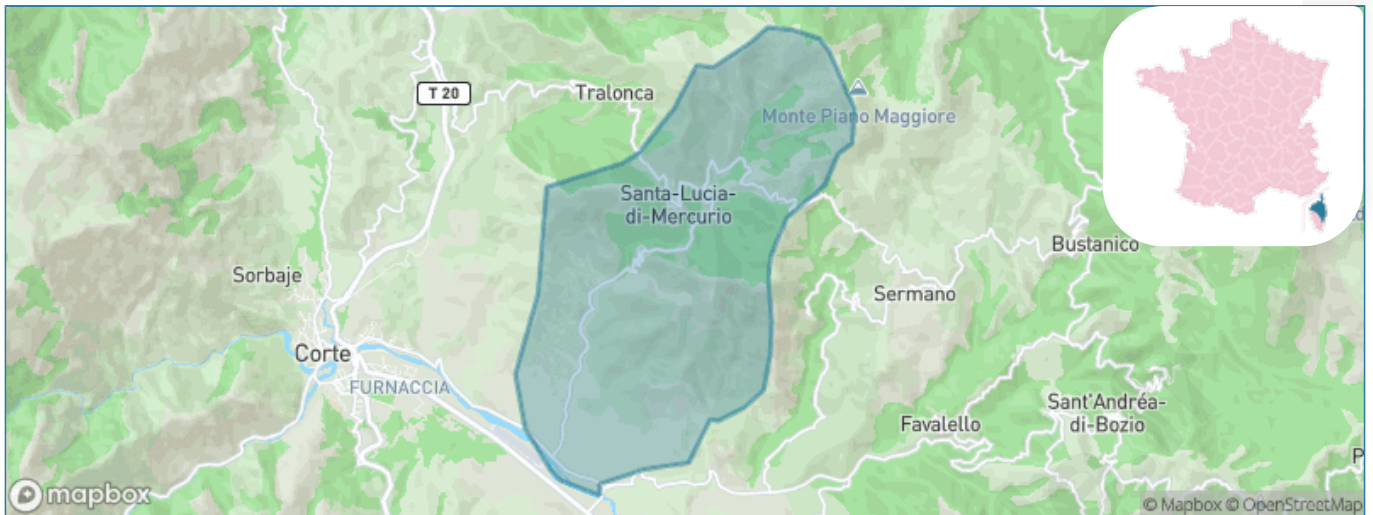 T 20
Tralonca
Monte Piano Maggiore
Santa-Lucia-
di-Mercurio
Bustanico
Sorbaje
Sermano
Corte
FURNACCIA
Sant'Andréa-
di-Bozio
Favalello
P
mapbox
© Mapbox © OpenStreetMap